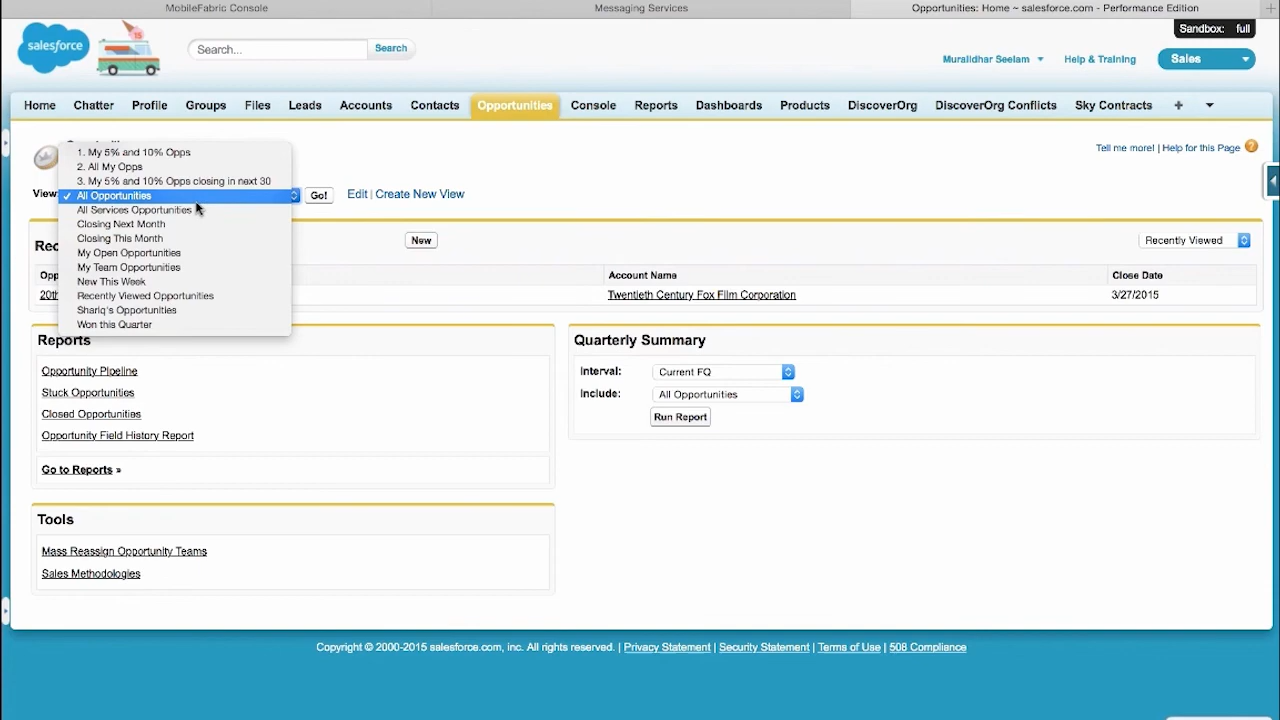 MobileFabric Console
Messaging Services
Opportunities: Home ~ salesforce.com - Performance Edition
Sandbox: full
salesforce
15
Search...
Search
Muralidhar Seelam
Help & Training
Sales
Home
Chatter
Profile
Groups
Files
Leads
Accounts
Contacts
Opportunities
Console
Reports
Dashboards
Products
DiscoverOrg
DiscoverOrg Conflicts
Sky Contracts
+
Tell me more! | Help for this Page
View:
1. My 5% and 10% Opps
2. All My Opps
3. My 5% and 10% Opps closing in next 30
✓ All Opportunities
All Services Opportunities
Closing Next Month
Closing This Month
My Open Opportunities
My Team Opportunities
New This Week
Recently Viewed Opportunities
Shariq's Opportunities
Won this Quarter
Go!
Edit | Create New View
New
Recently Viewed
Account Name
Close Date
20th
Twentieth Century Fox Film Corporation
3/27/2015
Reports
Opportunity Pipeline
Stuck Opportunities
Closed Opportunities
Opportunity Field History Report
Go to Reports »
Quarterly Summary
Interval:
Current FQ
Include:
All Opportunities
Run Report
Tools
Mass Reassign Opportunity Teams
Sales Methodologies
Copyright © 2000-2015 salesforce.com, inc. All rights reserved. | Privacy Statement | Security Statement | Terms of Use | 508 Compliance